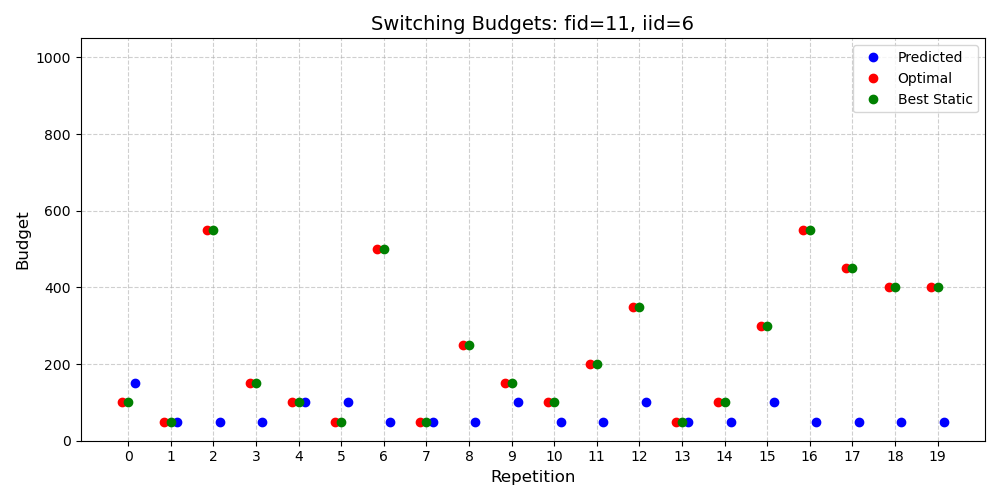 Switching Budgets: fid=11, iid=6
Predicted
Optimal
Best Static
1000
800
600
400
200
0
Budget
0 1 2 3 4 5 6 7 8 9 10 11 12 13 14 15 16 17 18 19
Repetition